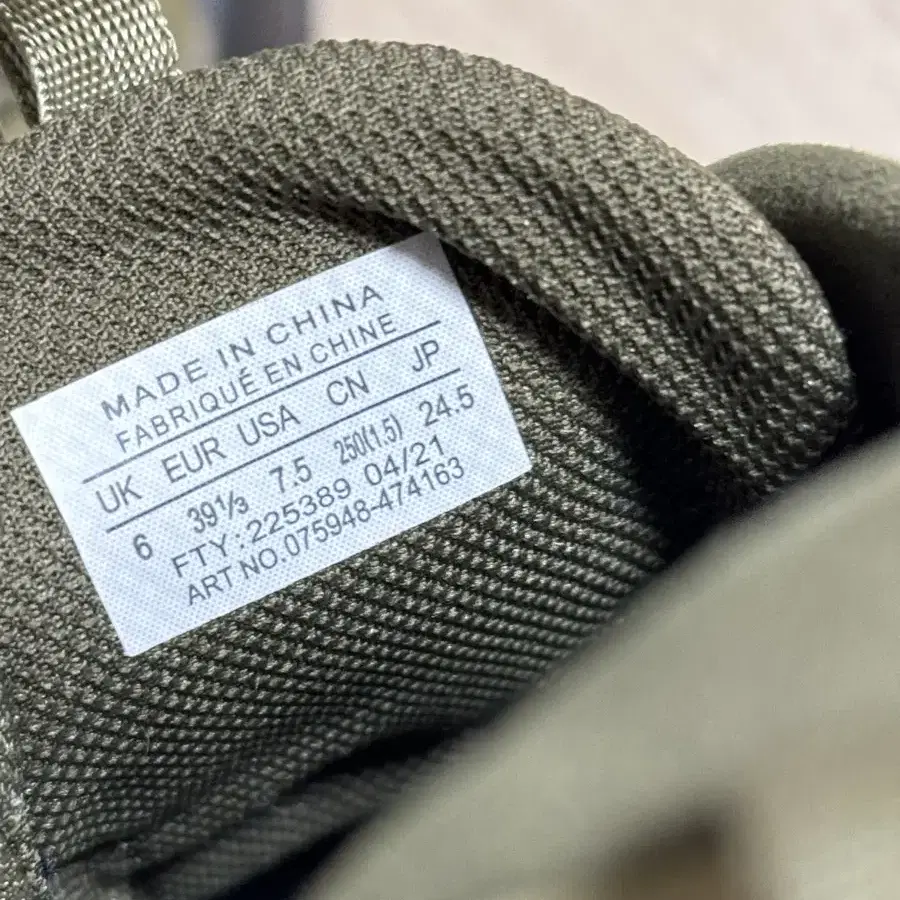 MADE IN CHINA
FABRIQUÉ EN CHINE
UK EUR USA CN JP
6 39⅓ 7.5 250(1.5) 24.5
FTY: 225389 04/21
ART NO.075948-474163